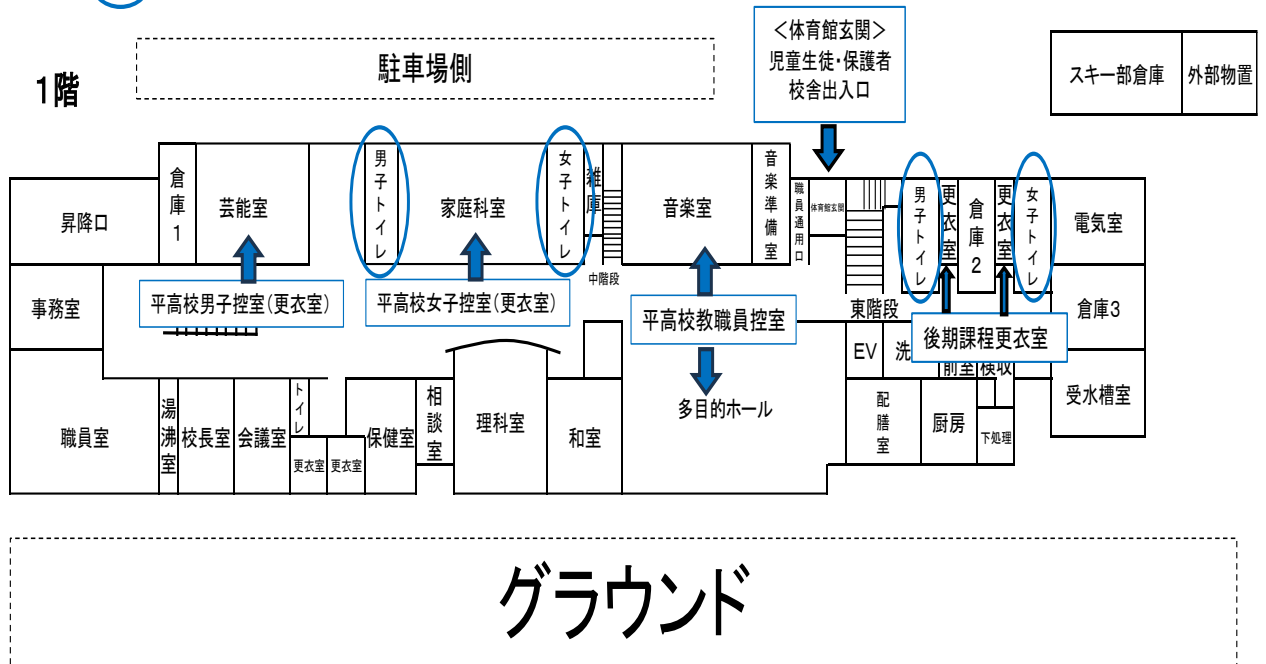 <体育館玄関>
児童生徒・保護者
校舎出入口
駐車場側
1階
スキー部倉庫
外部物置
昇降口
倉庫1
芸能室
男子トイレ
家庭科室
女子トイレ
雑庫
音楽室
音楽準備室
職員通用口
体育館玄関
男子トイレ
更衣室
倉庫2
更衣室
女子トイレ
電気室
中階段
事務室
平高校男子控室(更衣室)
平高校女子控室(更衣室)
平高校教職員控室
東階段
後期課程更衣室
倉庫3
EV
洗
前室
検収
職員室
湯沸室
校長室
会議室
トイレ
更衣室
更衣室
保健室
相談室
理科室
和室
多目的ホール
配膳室
厨房
下処理
受水槽室
グラウンド